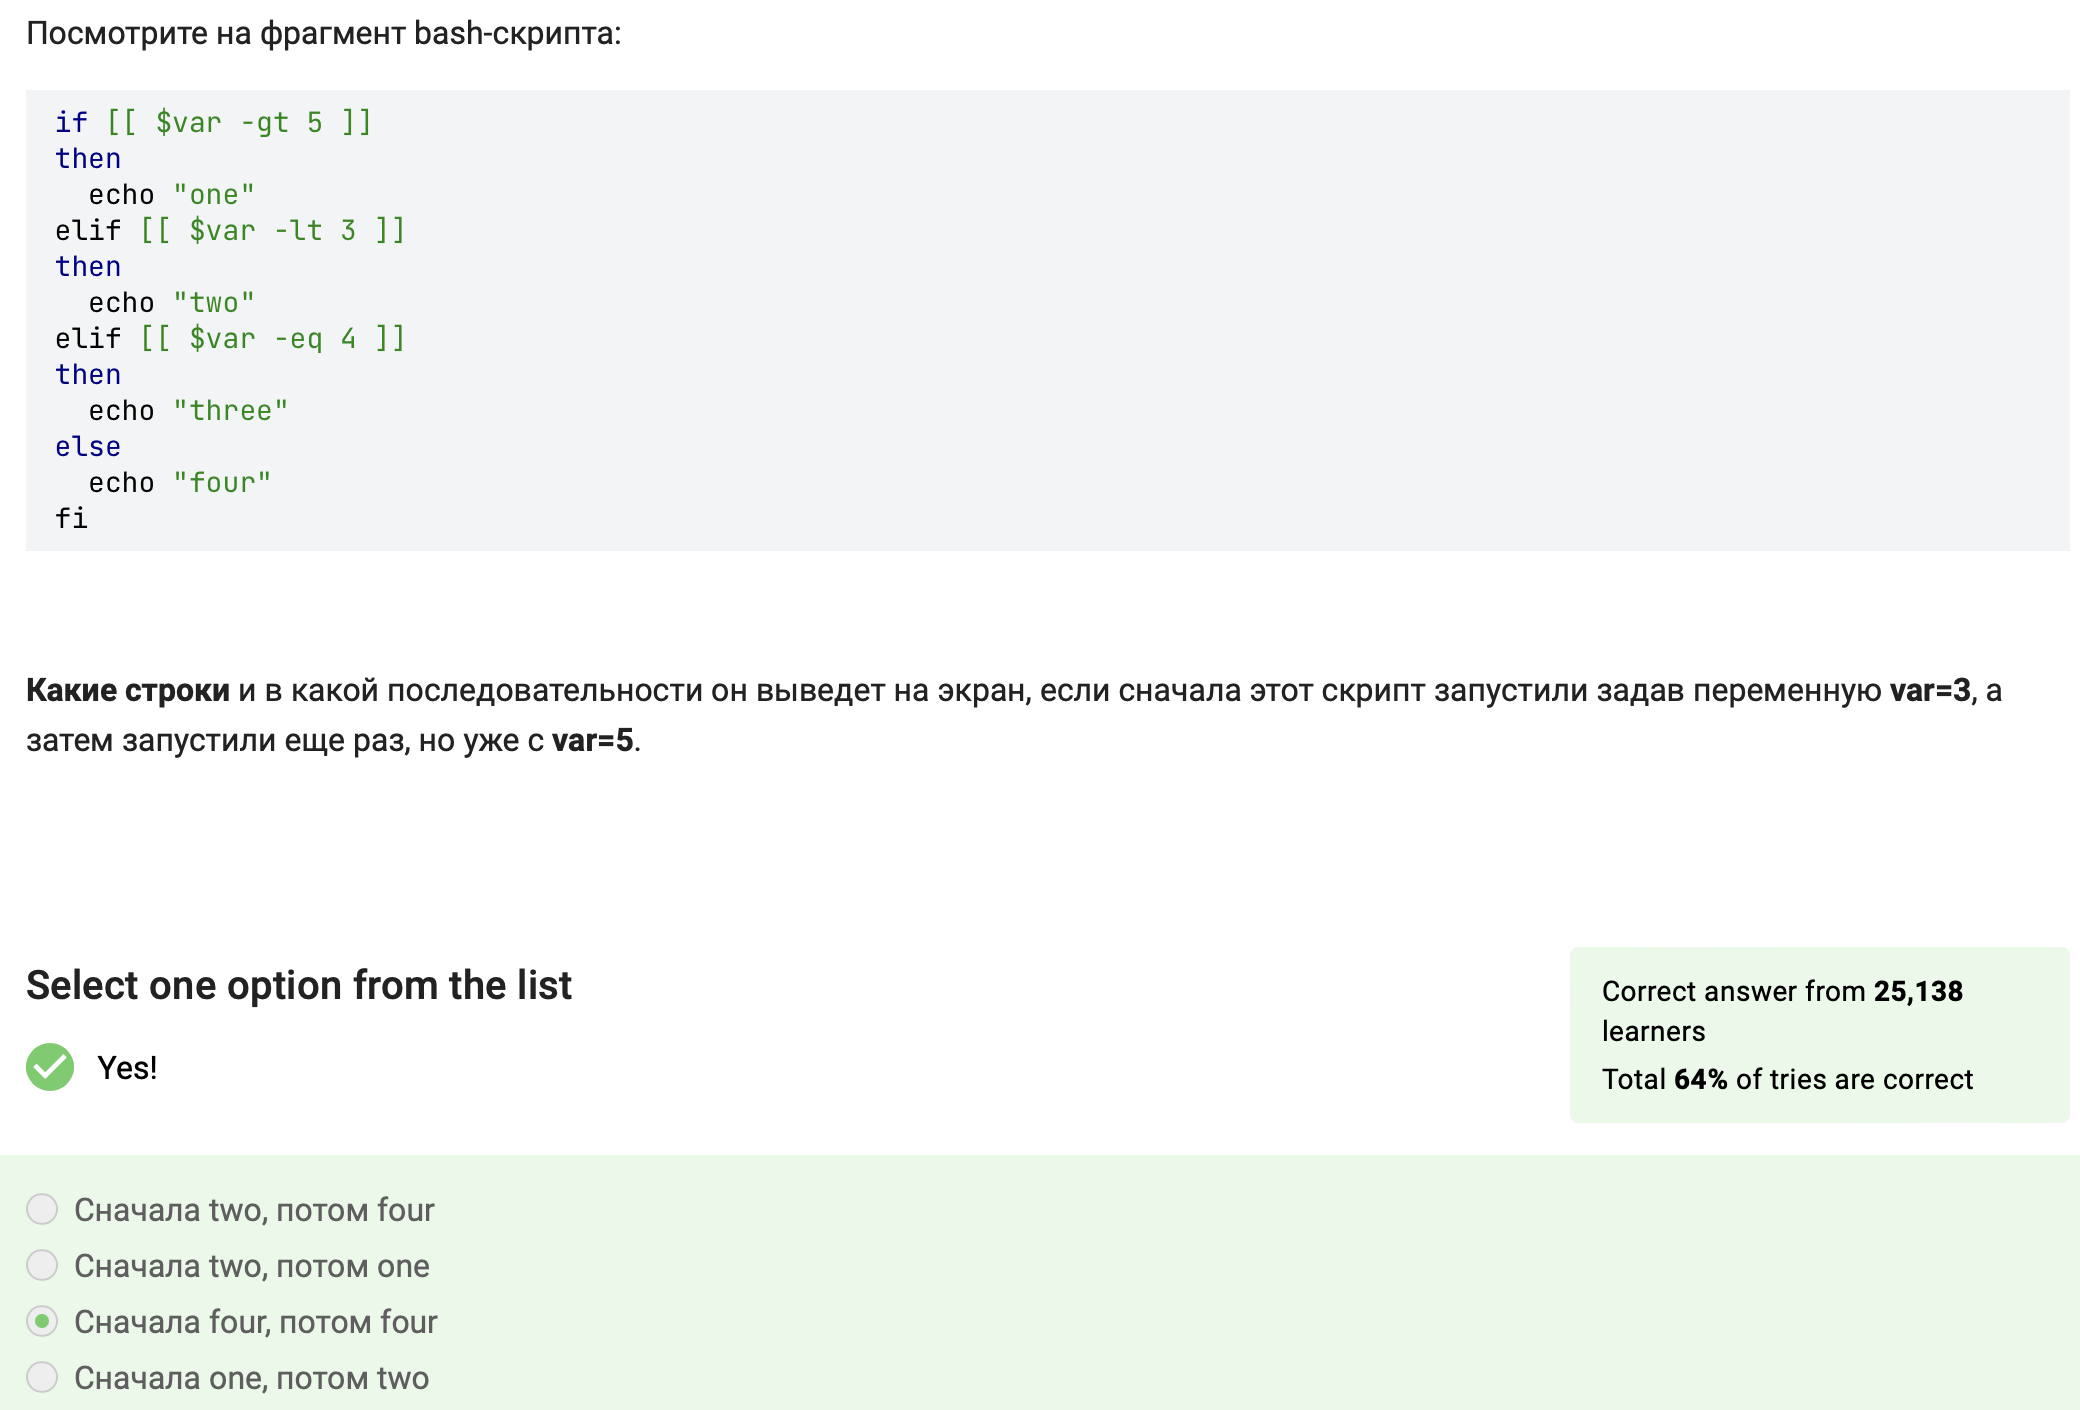 Посмотрите на фрагмент bash-скрипта:
if [[ $var -gt 5 ]]
then
  echo "one"
elif [[ $var -lt 3 ]]
then
  echo "two"
elif [[ $var -eq 4 ]]
then
  echo "three"
else
  echo "four"
fi
Какие строки и в какой последовательности он выведет на экран, если сначала этот скрипт запустили задав переменную var=3, а
затем запустили еще раз, но уже с var=5.
Select one option from the list
Yes!
Correct answer from 25,138
learners
Total 64% of tries are correct
Сначала two, потом four
Сначала two, потом one
Сначала four, потом four
Сначала one, потом two